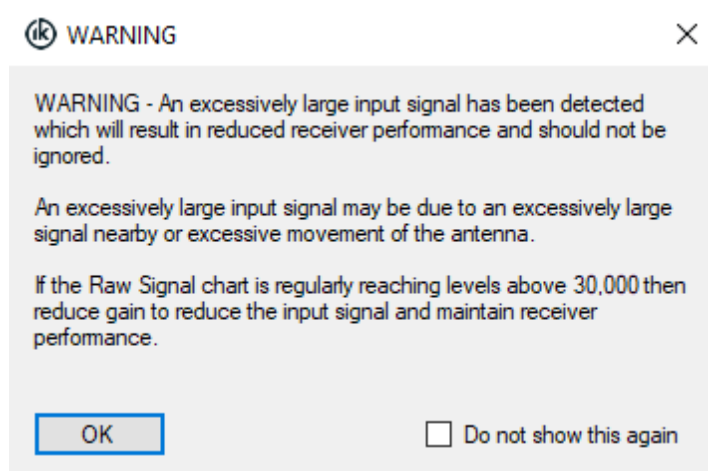 ik WARNING
WARNING - An excessively large input signal has been detected
which will result in reduced receiver performance and should not be
ignored.
An excessively large input signal may be due to an excessively large
signal nearby or excessive movement of the antenna.
If the Raw Signal chart is regularly reaching levels above 30,000 then
reduce gain to reduce the input signal and maintain receiver
performance.
OK Do not show this again